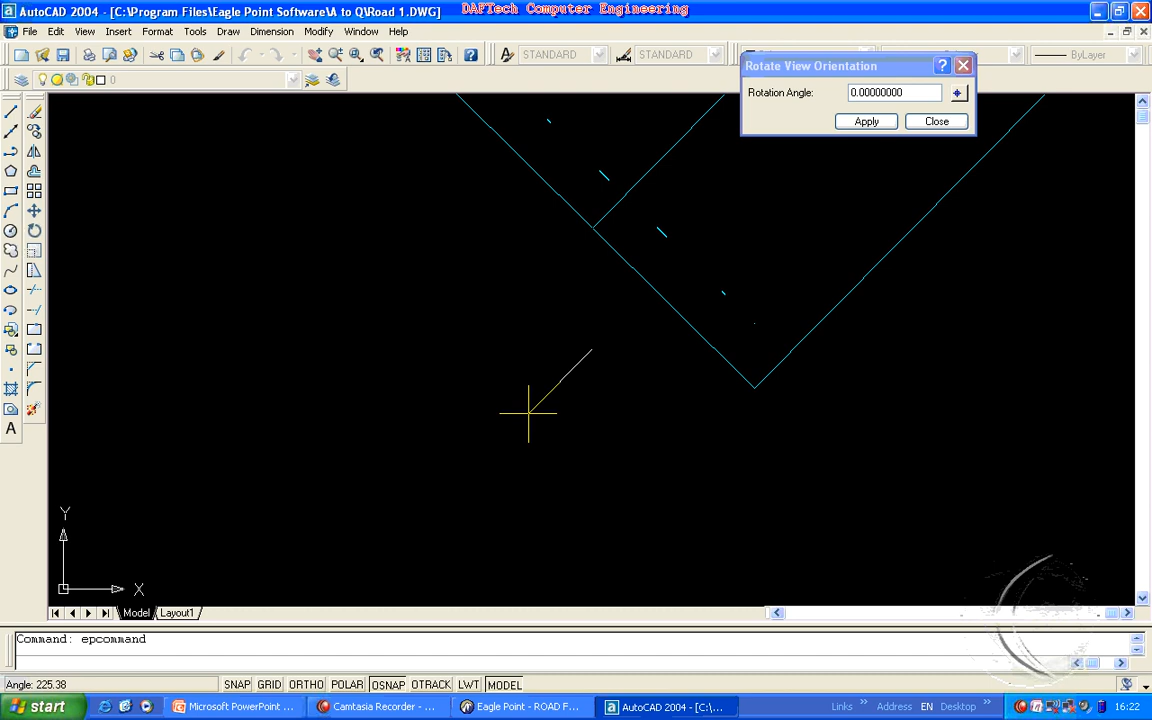 AutoCAD 2004 - [C:\Program Files\Eagle Point Software\A to Q\Road 1.DWG]
DAFTech Computer Engineering
File Edit View Insert Format Tools Draw Dimension Modify Window Help
STANDARD STANDARD ByLayer
0
Rotate View Orientation
Rotation Angle: 0.00000000
Apply Close
Y
X
A
Model Layout1
Command: epcommand
Angle: 225.38 SNAP GRID ORTHO POLAR OSNAP OTRACK LWT MODEL
start Microsoft PowerPoint ... Camtasia Recorder - ... Eagle Point - ROAD F... AutoCAD 2004 - [C:\... Links Address EN Desktop 16:22